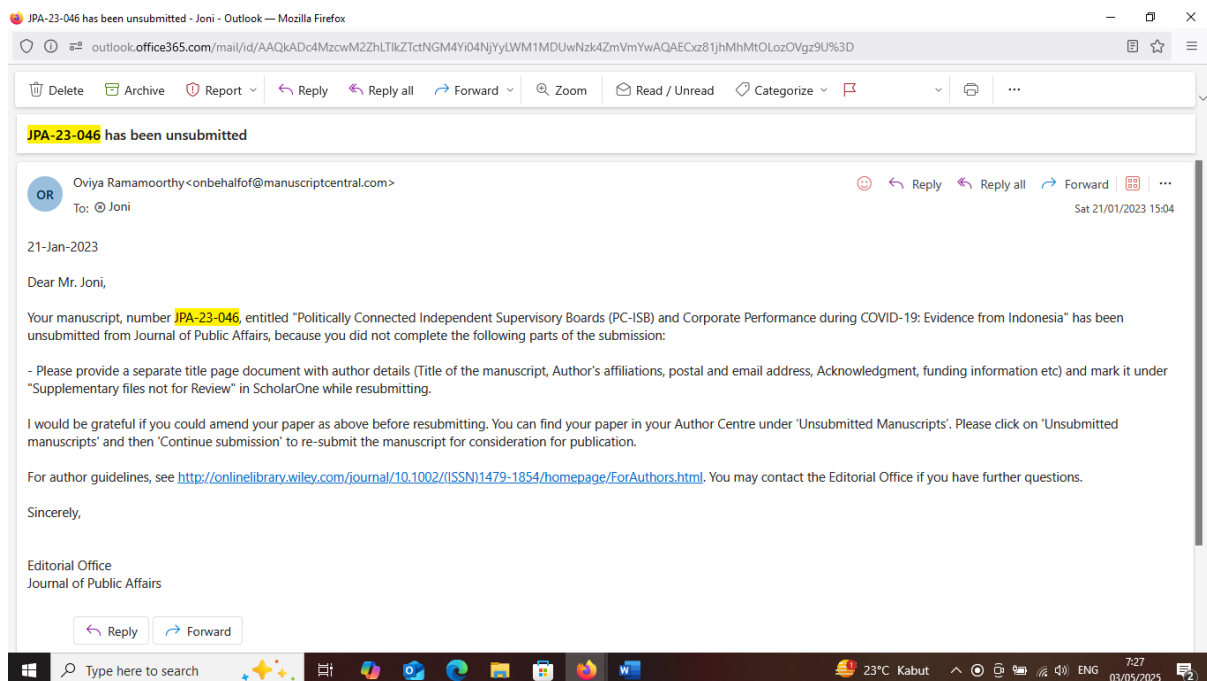 JPA-23-046 has been unsubmitted - Joni - Outlook — Mozilla Firefox
Delete Archive Report Reply Reply all Forward Zoom Read / Unread Categorize
JPA-23-046 has been unsubmitted
OR
Oviya Ramamoorthy<onbehalfof@manuscriptcentral.com>
Reply Reply all Forward
To: Joni
Sat 21/01/2023 15:04
21-Jan-2023
Dear Mr. Joni,
Your manuscript, number JPA-23-046, entitled "Politically Connected Independent Supervisory Boards (PC-ISB) and Corporate Performance during COVID-19: Evidence from Indonesia" has been
unsubmitted from Journal of Public Affairs, because you did not complete the following parts of the submission:
- Please provide a separate title page document with author details (Title of the manuscript, Author's affiliations, postal and email address, Acknowledgment, funding information etc) and mark it under
"Supplementary files not for Review" in ScholarOne while resubmitting.
I would be grateful if you could amend your paper as above before resubmitting. You can find your paper in your Author Centre under 'Unsubmitted Manuscripts'. Please click on 'Unsubmitted
manuscripts' and then 'Continue submission' to re-submit the manuscript for consideration for publication.
For author guidelines, see http://onlinelibrary.wiley.com/journal/10.1002/(ISSN)1479-1854/homepage/ForAuthors.html. You may contact the Editorial Office if you have further questions.
Sincerely,
Editorial Office
Journal of Public Affairs
Reply Forward
Type here to search
23°C Kabut
ENG
7:27
03/05/2025
2